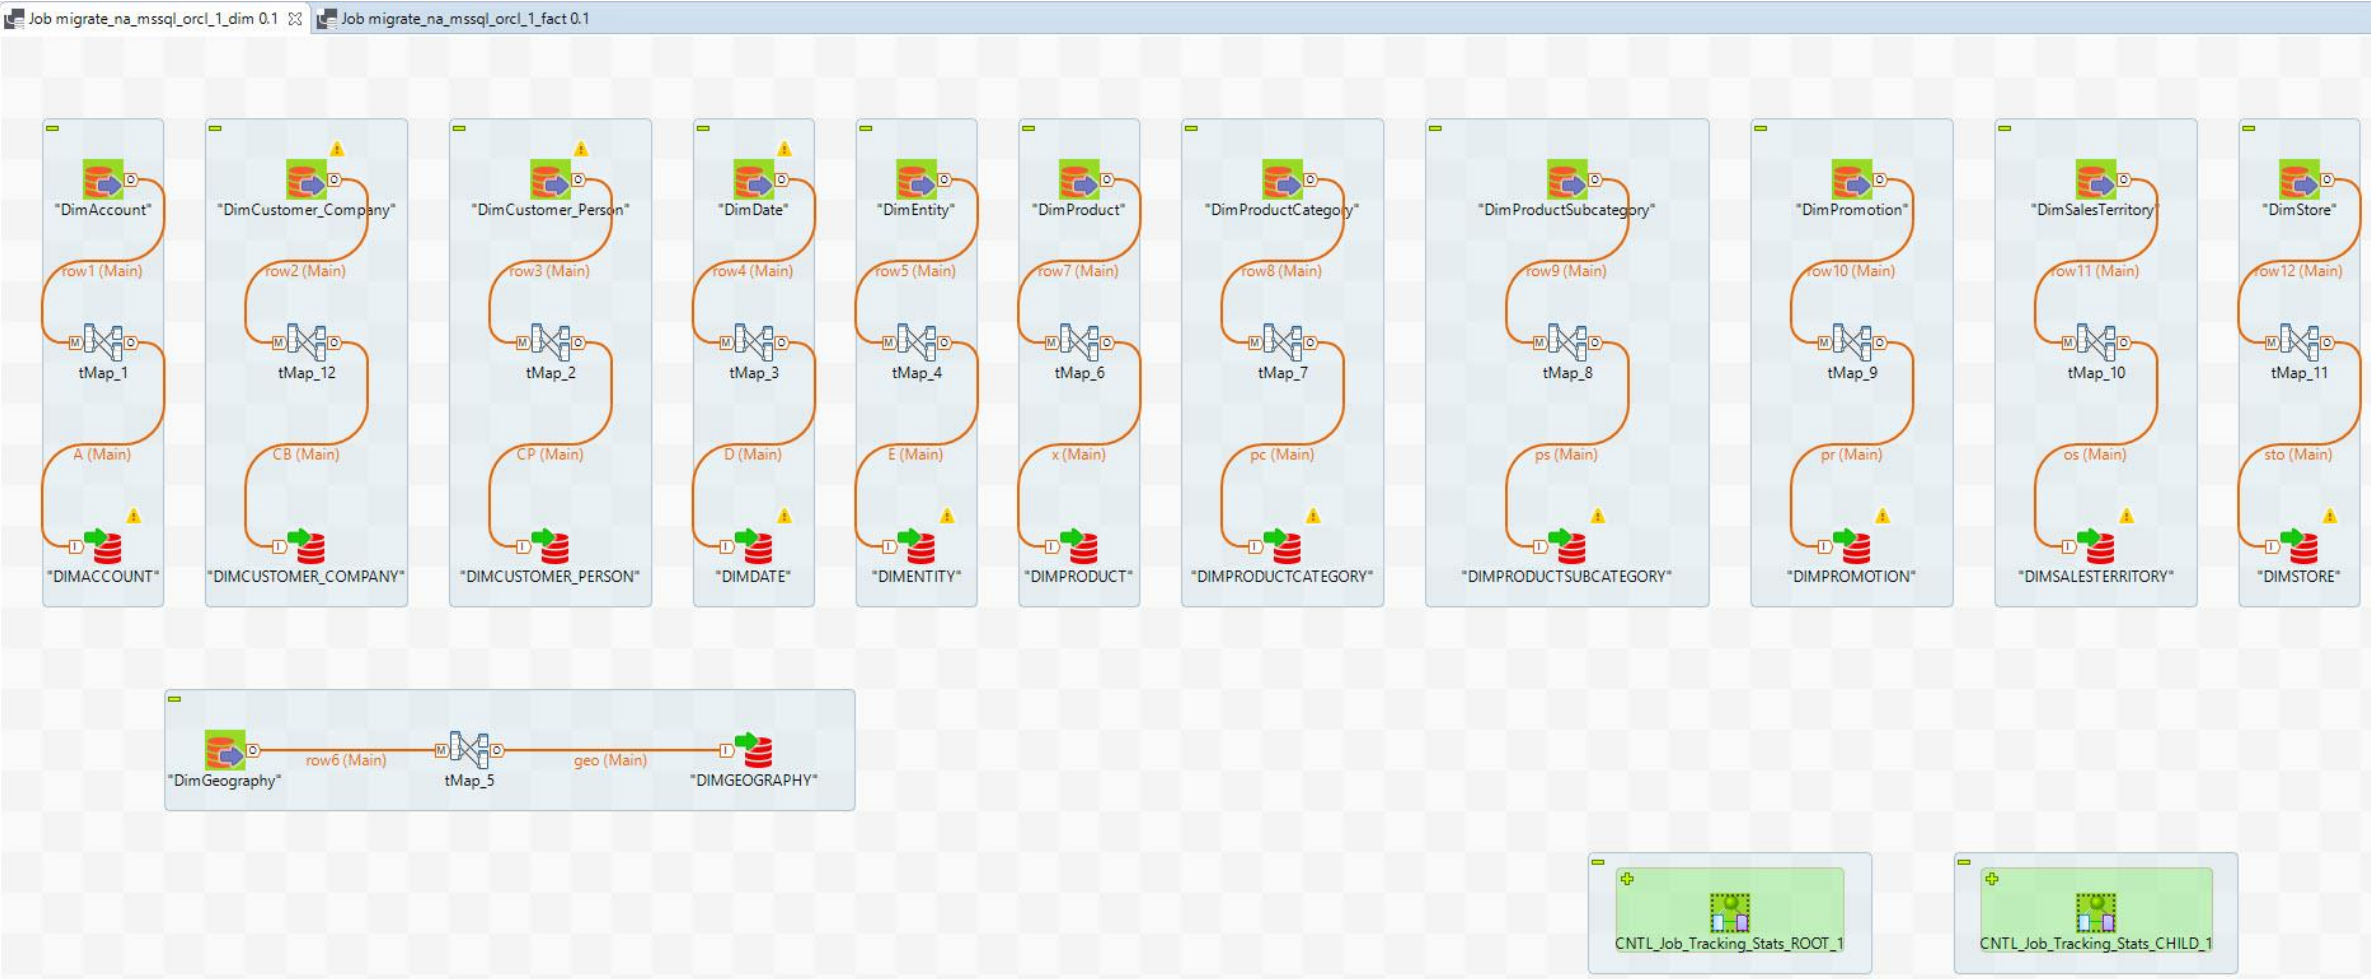 Job migrate_na_mssql_orcl_1_dim 0.1 Job migrate_na_mssql_orcl_1_fact 0.1
"DimAccount" "DimCustomer_Company" "DimCustomer_Person" "DimDate" "DimEntity" "DimProduct" "DimProductCategory" "DimProductSubcategory" "DimPromotion" "DimSalesTerritory" "DimStore"
row1 (Main) row2 (Main) row3 (Main) row4 (Main) row5 (Main) row7 (Main) row8 (Main) row9 (Main) row10 (Main) row11 (Main) row12 (Main)
tMap_1 tMap_12 tMap_2 tMap_3 tMap_4 tMap_6 tMap_7 tMap_8 tMap_9 tMap_10 tMap_11
A (Main) CB (Main) CP (Main) D (Main) E (Main) x (Main) pc (Main) ps (Main) pr (Main) os (Main) sto (Main)
"DIMACCOUNT" "DIMCUSTOMER_COMPANY" "DIMCUSTOMER_PERSON" "DIMDATE" "DIMENTITY" "DIMPRODUCT" "DIMPRODUCTCATEGORY" "DIMPRODUCTSUBCATEGORY" "DIMPROMOTION" "DIMSALESTERRITORY" "DIMSTORE"
row6 (Main) geo (Main)
"DimGeography" tMap_5 "DIMGEOGRAPHY"
CNTL_Job_Tracking_Stats_ROOT_1 CNTL_Job_Tracking_Stats_CHILD_1